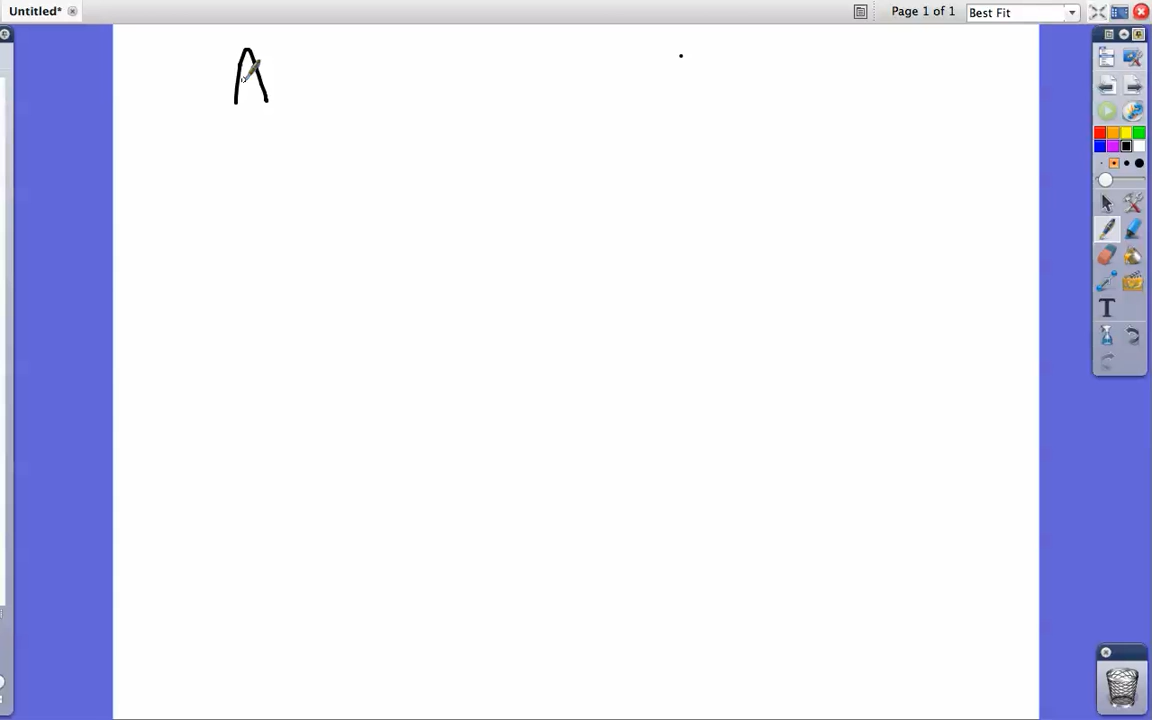 Untitled*
Page 1 of 1
Best Fit
A
T